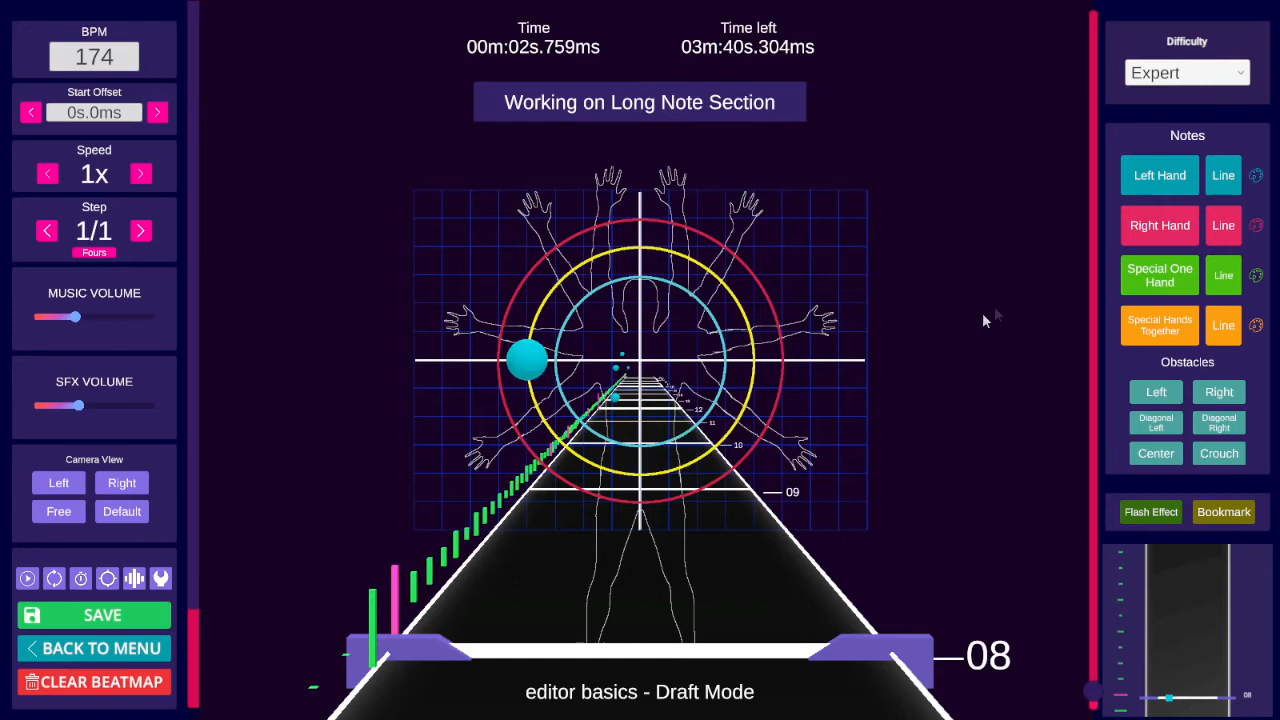 BPM
174
Start Offset
0s.0ms
Speed
1x
Step
1/1
Fours
MUSIC VOLUME
SFX VOLUME
Camera View
Left
Right
Free
Default
SAVE
BACK TO MENU
CLEAR BEATMAP
Time
00m:02s.759ms
Time left
03m:40s.304ms
Working on Long Note Section
12
11
10
09
08
editor basics - Draft Mode
Difficulty
Expert
Notes
Left Hand
Line
Right Hand
Line
Special One
Hand
Line
Special Hands
Together
Line
Obstacles
Left
Right
Diagonal
Left
Diagonal
Right
Center
Crouch
Flash Effect
Bookmark
08